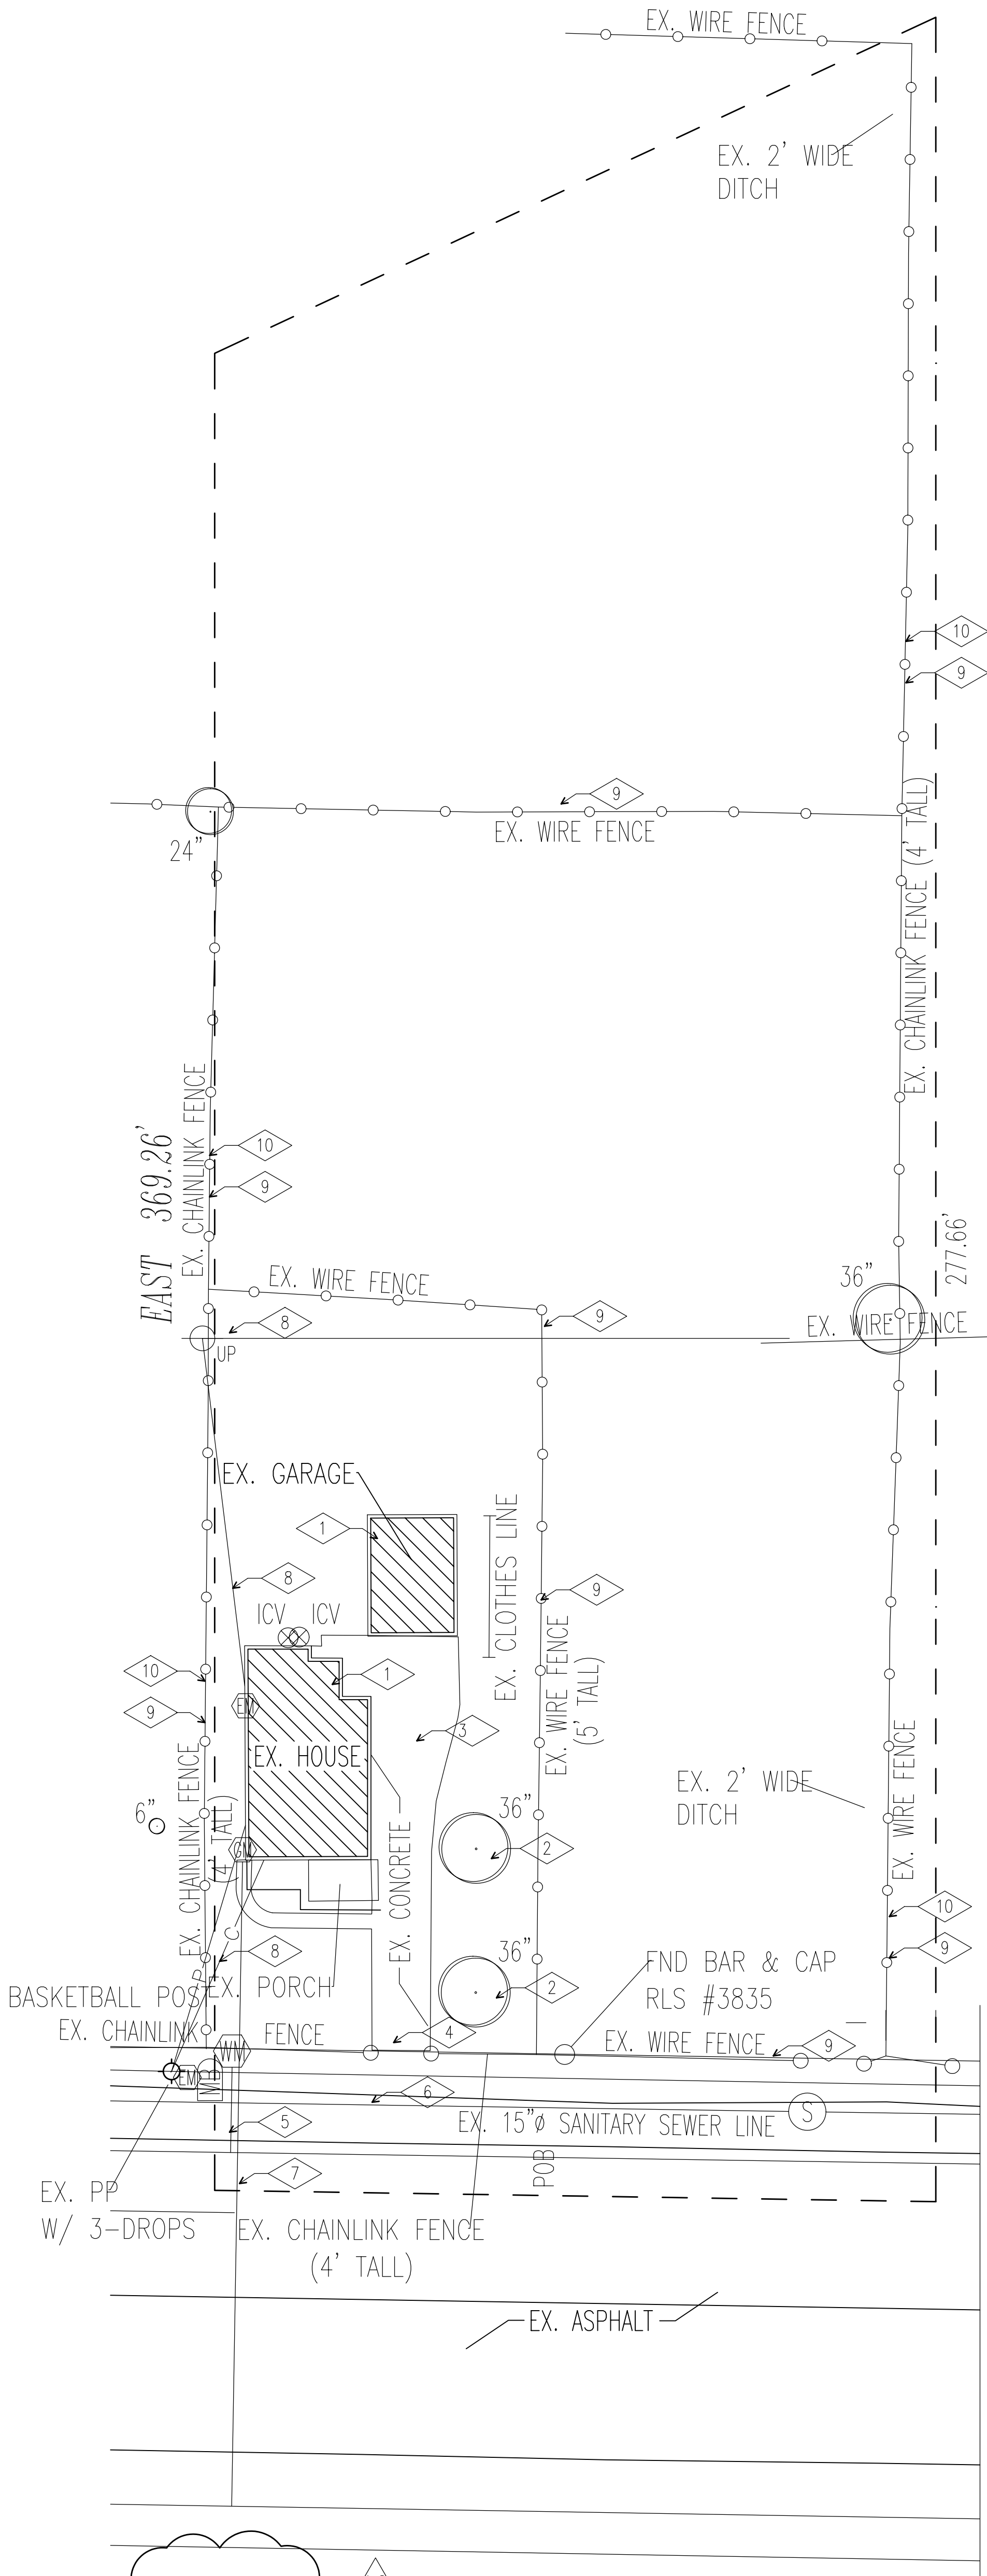 EX. WIRE FENCE
EX. 2' WIDE
DITCH
10
9
9
EX. WIRE FENCE
24"
EX. CHAINLINK FENCE (4' TALL)
EX. CHAINLINK FENCE
EAST 369.26'
10
9
277.66'
36"
EX. WIRE FENCE
8
9
EX. WIRE FENCE
UP
EX. GARAGE
1
EX. CLOTHES LINE
8
9
ICV
ICV
EX. WIRE FENCE
(5' TALL)
10
1
EM
9
3
EX. HOUSE
EX. 2' WIDE
DITCH
EX. WIRE FENCE
6"
EX. CHAINLINK FENCE
(4' TALL)
GM
36"
2
EX. CONCRETE
10
9
C
P
8
36"
FND BAR & CAP
RLS #3835
BASKETBALL POST
EX. PORCH
2
EX. CHAINLINK
FENCE
4
EX. WIRE FENCE
9
WM
EM
MB
6
EX. 15"ø SANITARY SEWER LINE
S
5
7
POB
EX. PP
W/ 3-DROPS
EX. CHAINLINK FENCE
(4' TALL)
EX. ASPHALT